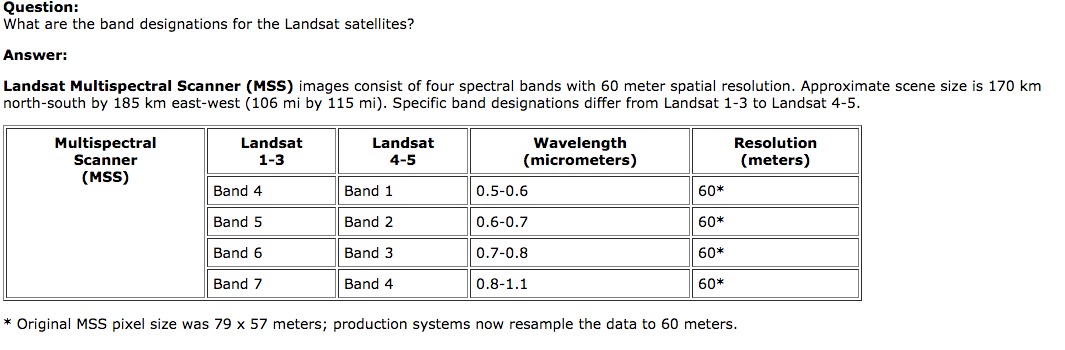 Question:
What are the band designations for the Landsat satellites?
Answer:
Landsat Multispectral Scanner (MSS) images consist of four spectral bands with 60 meter spatial resolution. Approximate scene size is 170 km
north-south by 185 km east-west (106 mi by 115 mi). Specific band designations differ from Landsat 1-3 to Landsat 4-5.
Multispectral Landsat Landsat Wavelength Resolution
Scanner 1-3 4-5 (micrometers) (meters)
(MSS)
Band 4 Band 1 0.5-0.6 60*
Band 5 Band 2 0.6-0.7 60*
Band 6 Band 3 0.7-0.8 60*
Band 7 Band 4 0.8-1.1 60*
* Original MSS pixel size was 79 x 57 meters; production systems now resample the data to 60 meters.